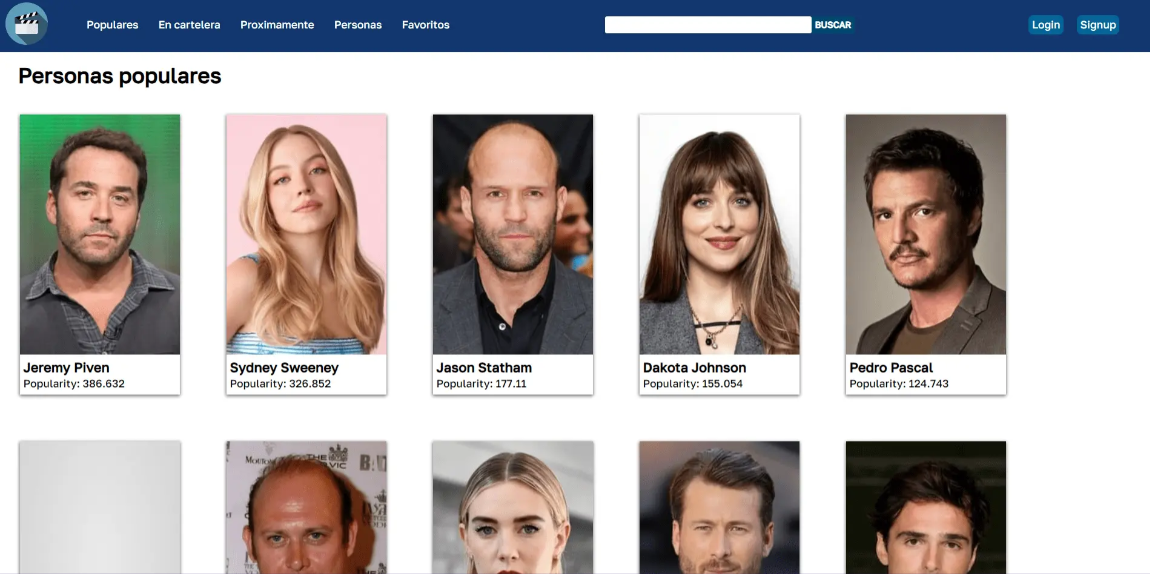 Populares En cartelera Proximamente Personas Favoritos BUSCAR Login Signup
Personas populares
Jeremy Piven Sydney Sweeney Jason Statham Dakota Johnson Pedro Pascal
Popularity: 386.632 Popularity: 326.852 Popularity: 177.11 Popularity: 155.054 Popularity: 124.743
THE